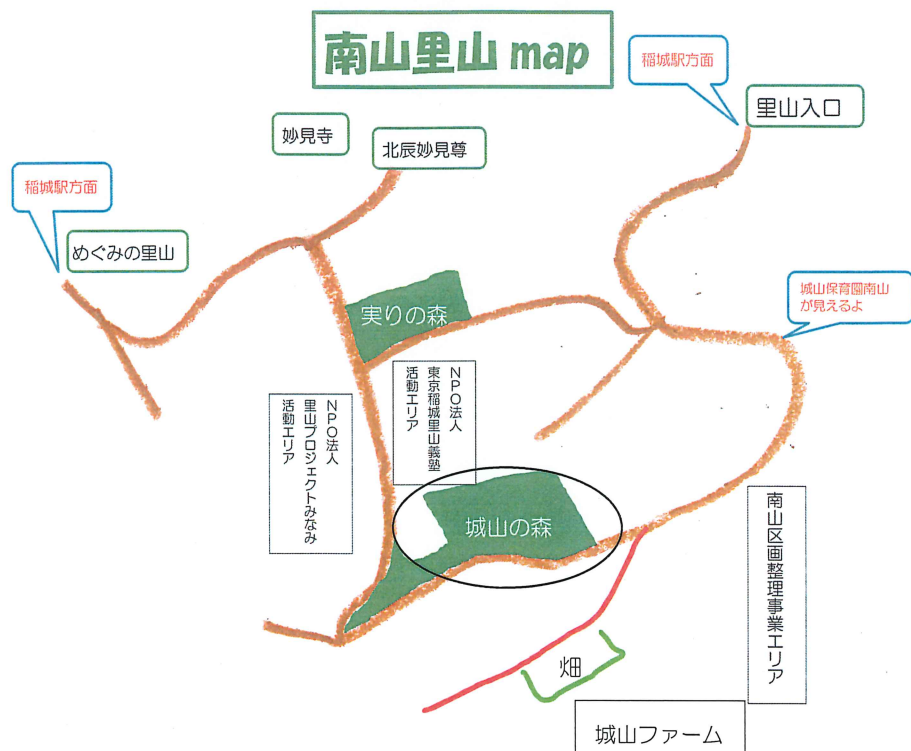 南山里山 map
稲城駅方面
里山入口
妙見寺
北辰妙見尊
稲城駅方面
めぐみの里山
城山保育園南山
が見えるよ
実りの森
NPO法人
東京稲城里山義塾
活動エリア
NPO法人
里山プロジェクトみなみ
活動エリア
城山の森
南山区画整理事業エリア
畑
城山ファーム